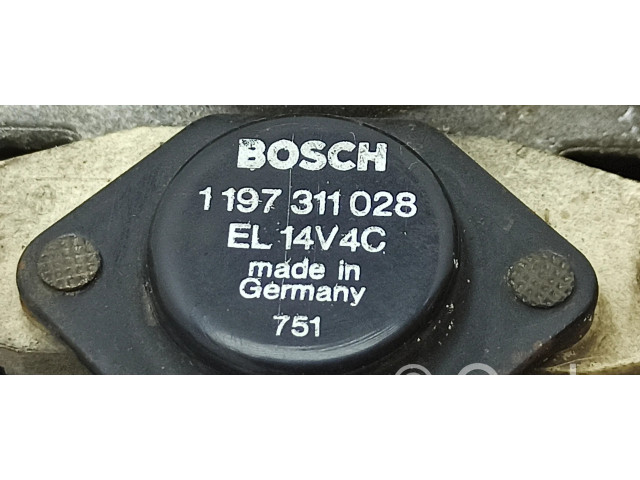 BOSCH
1 197 311 028
EL 14V4C
made in
Germany
751